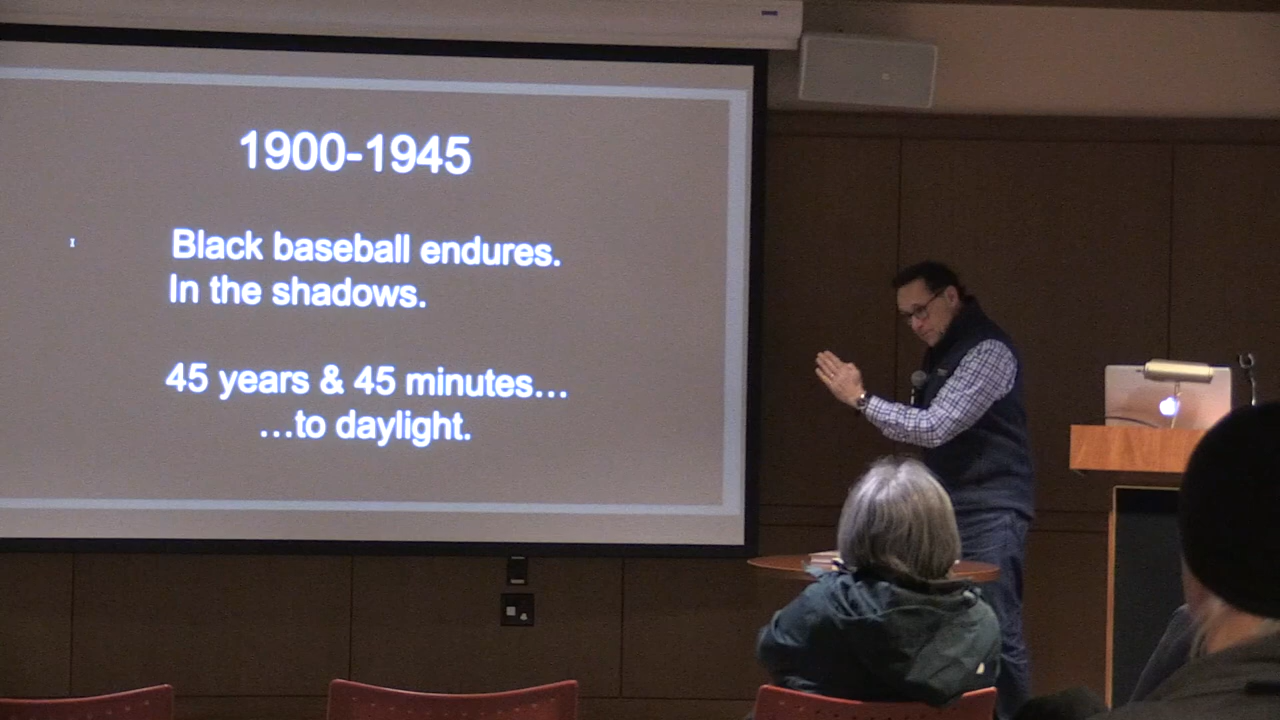 1900-1945
Black baseball endures.
In the shadows.
45 years & 45 minutes…
…to daylight.